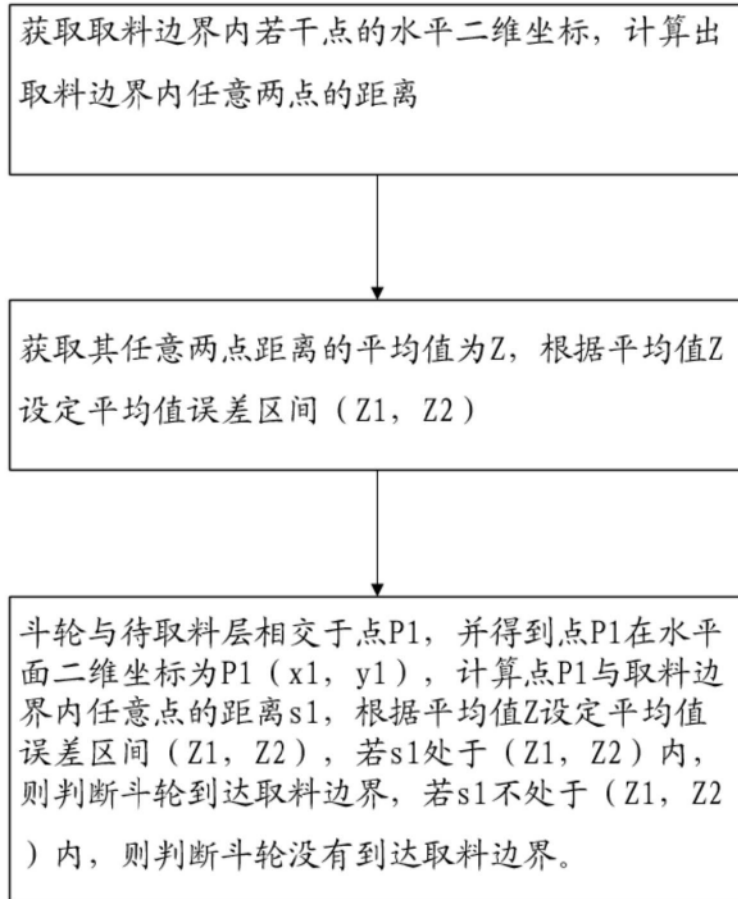 获取取料边界内若干点的水平二维坐标，计算出
取料边界内任意两点的距离
获取其任意两点距离的平均值为Z，根据平均值Z
设定平均值误差区间（Z1，Z2）
斗轮与待取料层相交于点P1，并得到点P1在水平
面二维坐标为P1（x1，y1），计算点P1与取料边
界内任意点的距离s1，根据平均值Z设定平均值
误差区间（Z1，Z2），若s1处于（Z1，Z2）内，
则判断斗轮到达取料边界，若s1不处于（Z1，Z2
）内，则判断斗轮没有到达取料边界。